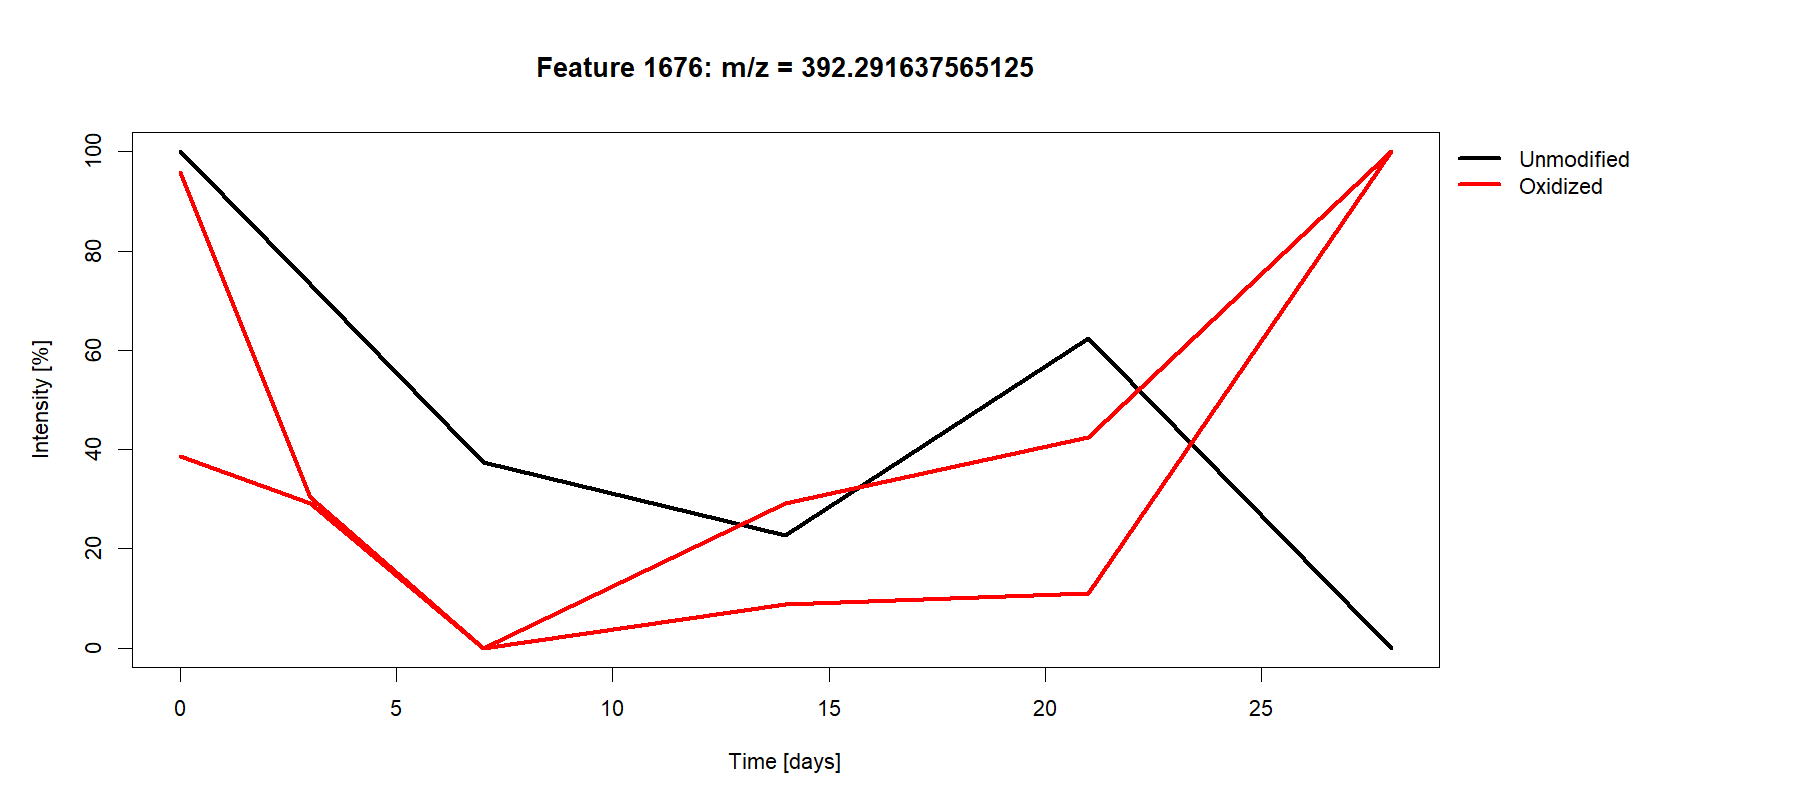 Feature 1676: m/z = 392.291637565125
Unmodified
Oxidized
Intensity [%]
100
80
60
40
20
0
0 5 10 15 20 25
Time [days]